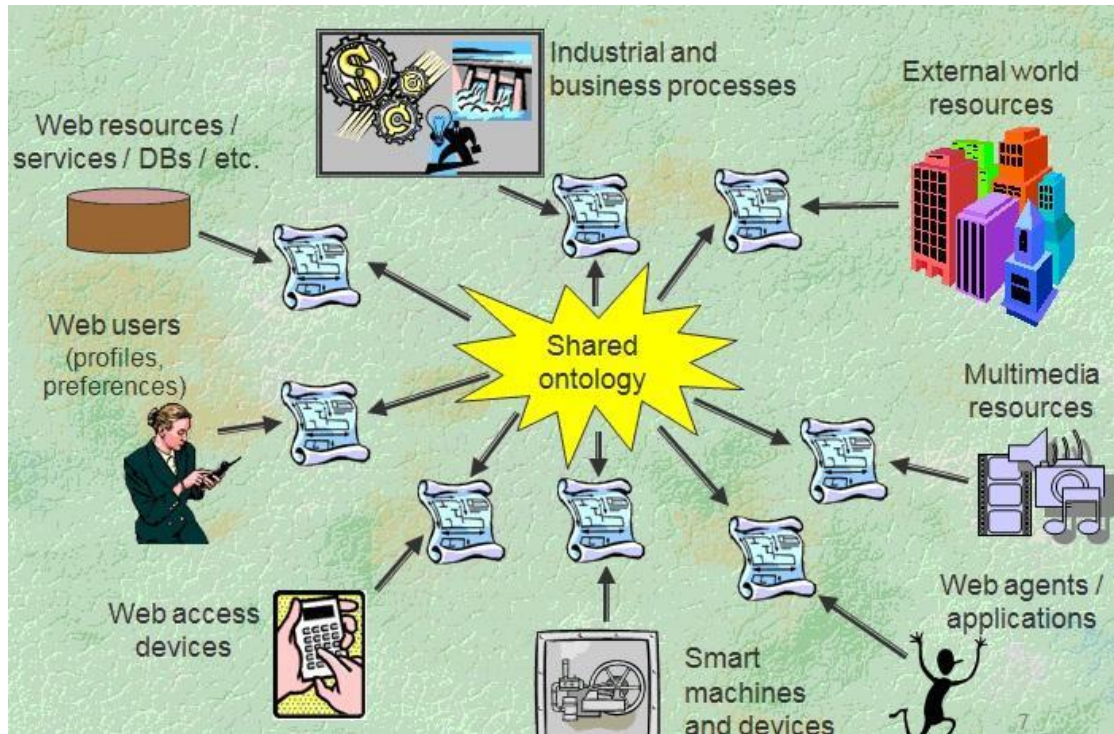 Industrial and
business processes
External world
resources
Web resources /
services / DBs / etc.
Web users
(profiles,
preferences)
Shared
ontology
Multimedia
resources
Web access
devices
Smart
machines
and devices
Web agents /
applications
7